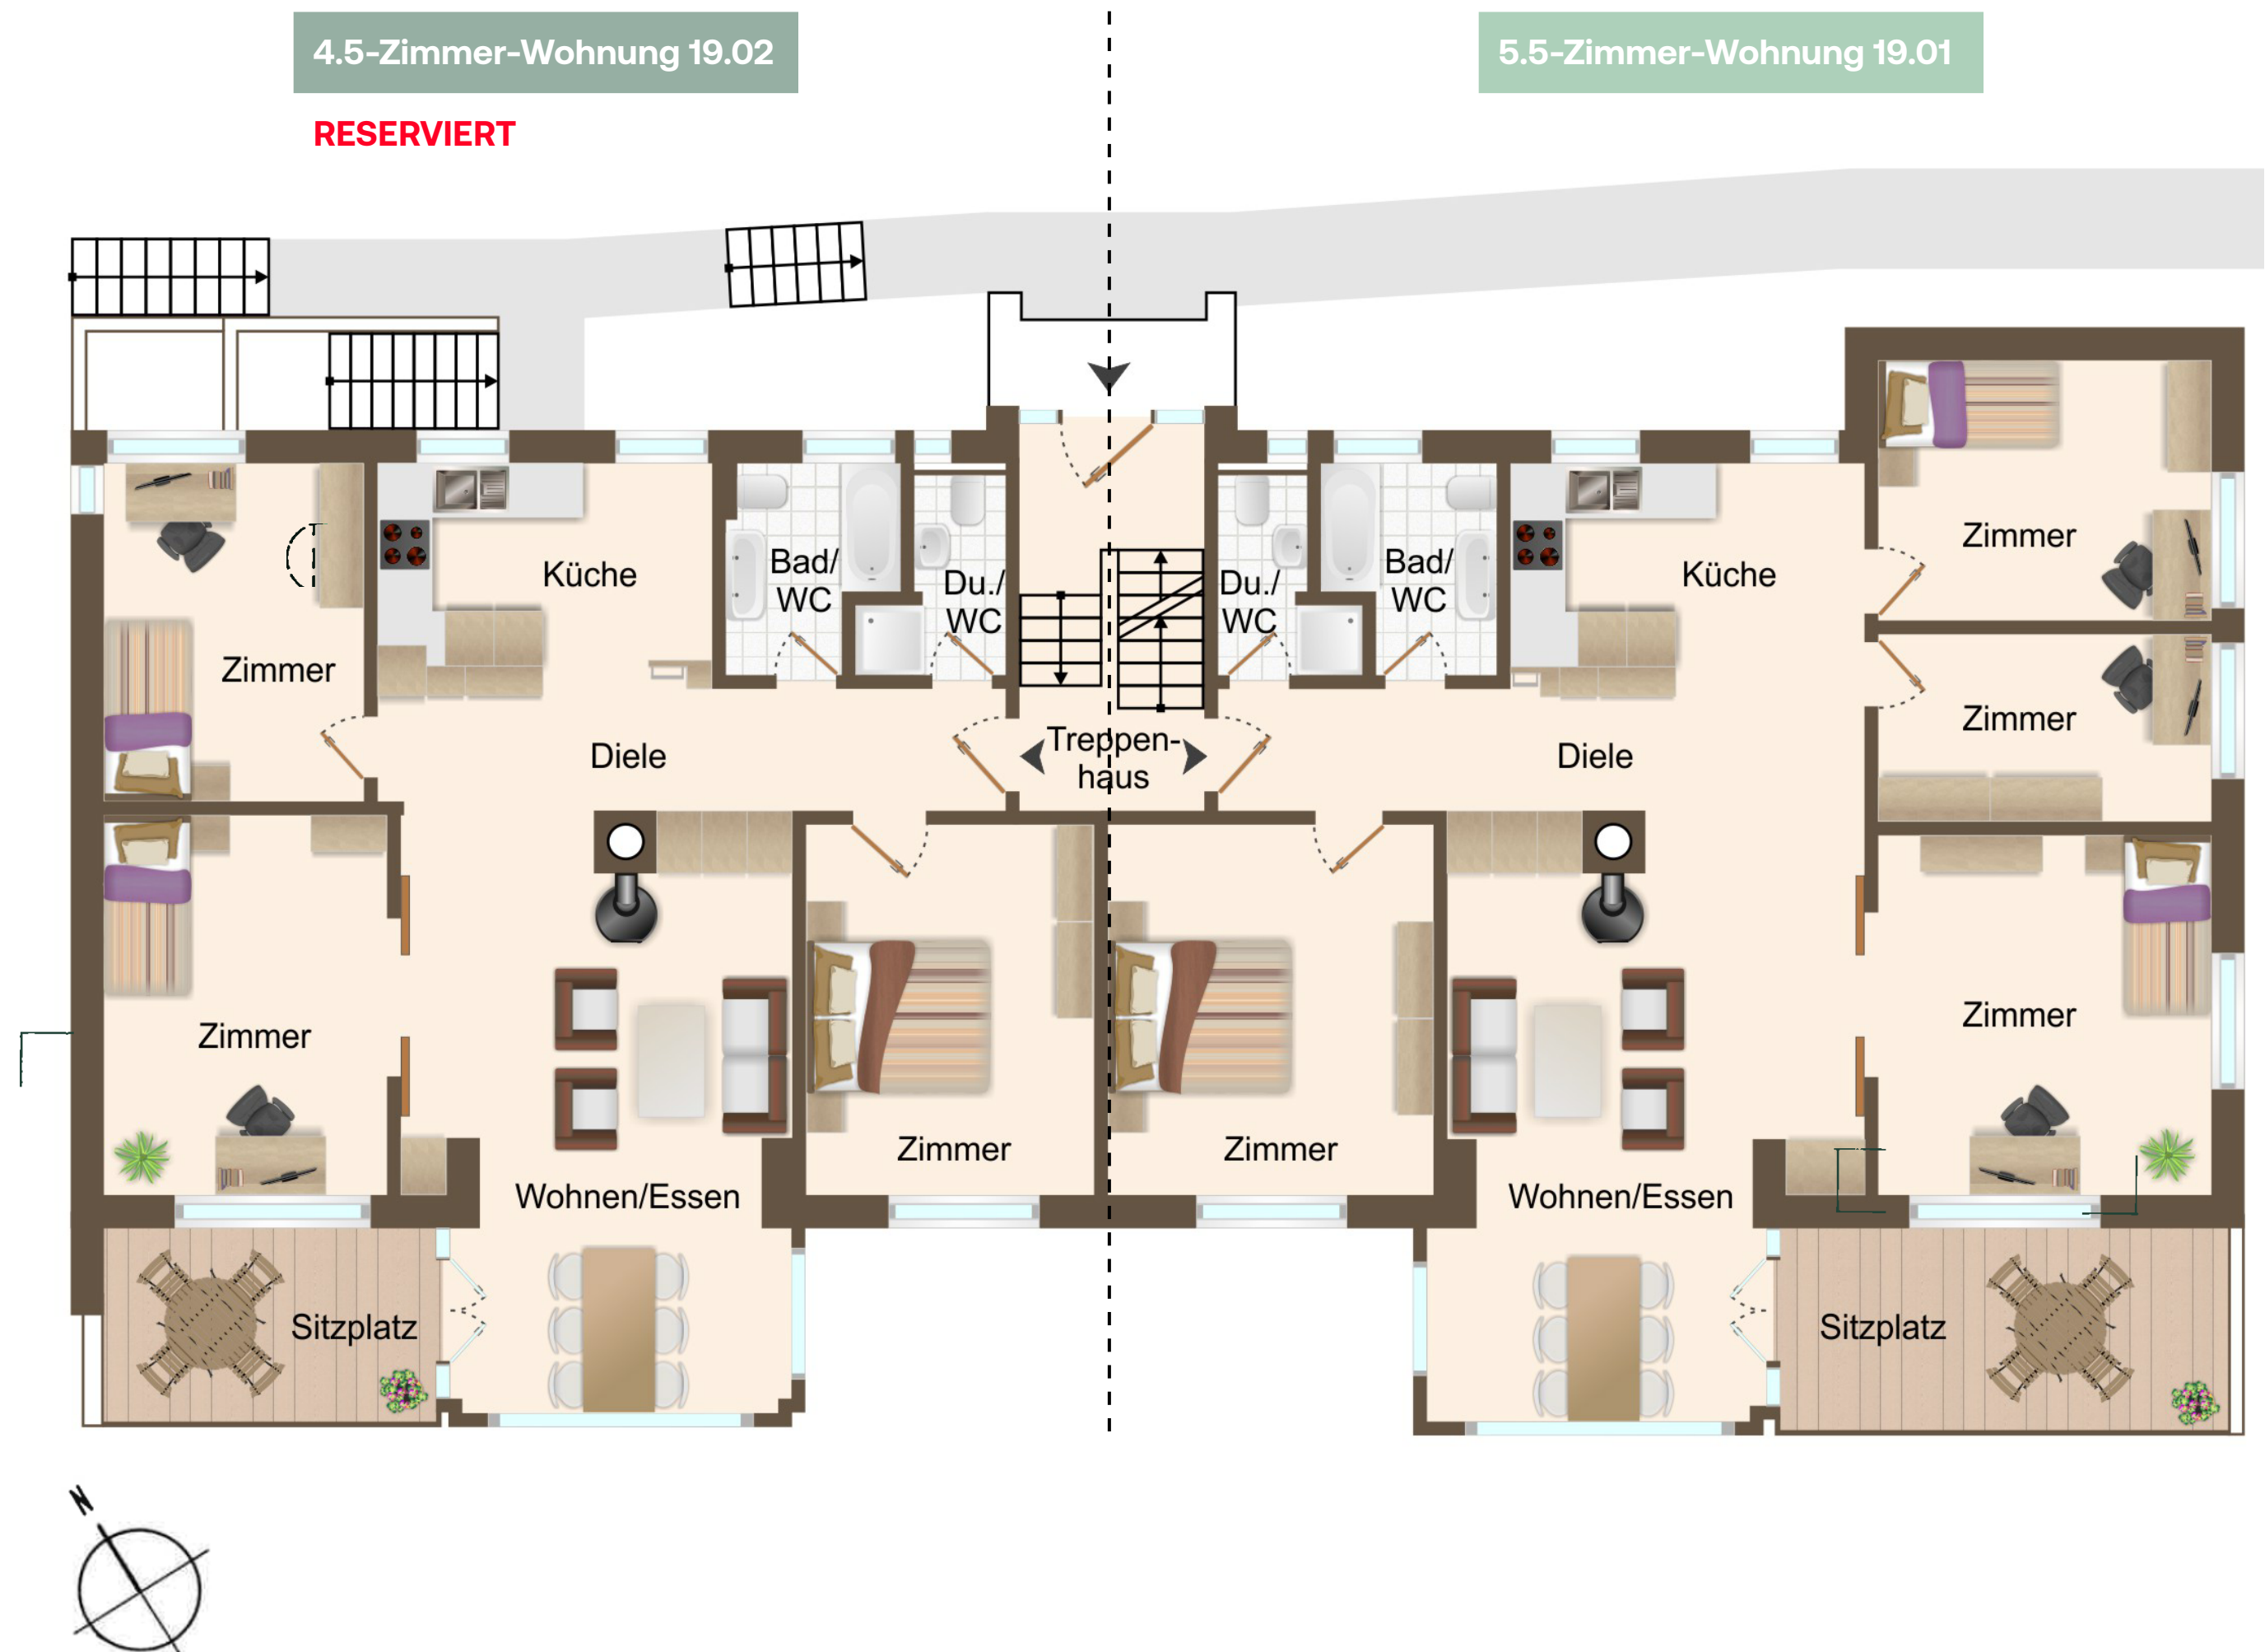 4.5-Zimmer-Wohnung 19.02
5.5-Zimmer-Wohnung 19.01
RESERVIERT
Zimmer
Küche
Bad/
WC
Du./
WC
Du./
WC
Bad/
WC
Küche
Zimmer
Zimmer
Zimmer
Diele
Treppen-
haus
Diele
Zimmer
Zimmer
Zimmer
Zimmer
Wohnen/Essen
Wohnen/Essen
Sitzplatz
Sitzplatz
N